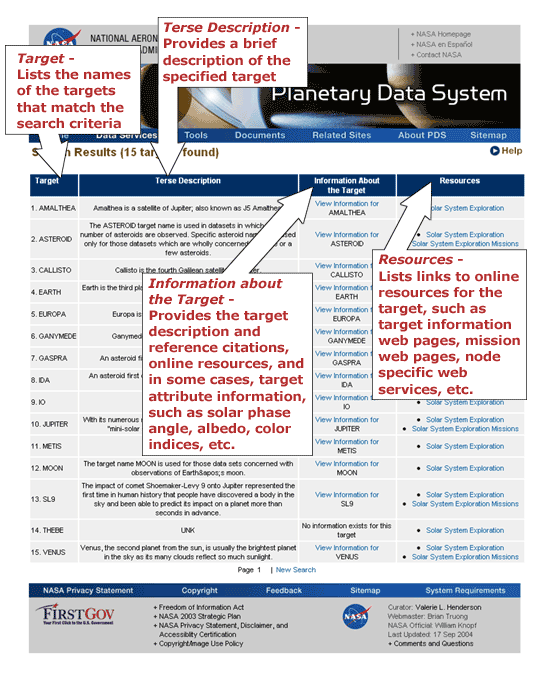 NATIONAL AERON
ADMI
+ NASA Homepage
+ NASA en Español
+ Contact NASA
Target -
Lists the names
of the targets
that match the
search criteria
Terse Description -
Provides a brief
description of the
specified target
Planetary Data System
Data Services
Tools
Documents
Related Sites
About PDS
Sitemap
Results (15 tar
found)
Help
Target
Terse Description
Information About
the Target
Resources
1. AMALTHEA
Amalthea is a satellite of Jupiter; also known as J5 Amalthe
View Information for
AMALTHEA
Solar System Exploration
2. ASTEROID
The ASTEROID target name is used in datasets in which
number of asteroids are observed. Specific asteroid nam
used
only for those datasets which are wholly concerned
or a
few asteroids.
View Information for
ASTEROID
Exploration
Solar System Exploration Missions
3. CALLISTO
Callisto is the fourth Galilean satell
View Information
CALLISTO
4. EARTH
Earth is the third pl
View Information for
EARTH
5. EUROPA
Europa is
View Information for
EUROPA
6. GANYMEDE
Ganymed
View Information for
GANYMEDE
7. GASPRA
An asteroid fi
View Information for
GASPRA
8. IDA
An asteroid first
View Information for
IDA
9. IO
View Information for
IO
Solar System Exploration
10. JUPITER
With its numerous
"mini-solar
View Information for
JUPITER
Solar System Exploration
Solar System Exploration Missions
11. METIS
View Information for
METIS
Solar System Exploration
12. MOON
The target name MOON is used for those data sets concerned with
observations of Earth&apos;s moon.
View Information for
MOON
Solar System Exploration
13. SL9
The impact of comet Shoemaker-Levy 9 onto Jupiter represented the
first time in human history that people have discovered a body in the
sky and been able to predict its impact on a planet more than
seconds in advance.
View Information for
SL9
Solar System Exploration
Solar System Exploration Missions
14. THEBE
UNK
No information exists for this
target
Solar System Exploration
15. VENUS
Venus, the second planet from the sun, is usually the brightest planet
in the sky as its many clouds reflect so much sunlight.
View Information for
VENUS
Solar System Exploration
Solar System Exploration Missions
Information about
the Target -
Provides the target
description and
reference citations,
online resources, and
in some cases, target
attribute information,
such as solar phase
angle, albedo, color
indices, etc.
Resources -
Lists links to online
resources for the
target, such as
target information
web pages, mission
web pages, node
specific web
services, etc.
Page 1 | New Search
NASA Privacy Statement
Copyright
Feedback
Sitemap
System Requirements
FIRSTGOV
Your First Click to the U.S. Government
+ Freedom of Information Act
+ NASA 2003 Strategic Plan
+ NASA Privacy Statement, Disclaimer, and
Accessiblity Certification
+ Copyright/Image Use Policy
NASA
Curator: Valerie L. Henderson
Webmaster: Brian Truong
NASA Official: William Knopf
Last Updated: 17 Sep 2004
+ Comments and Questions